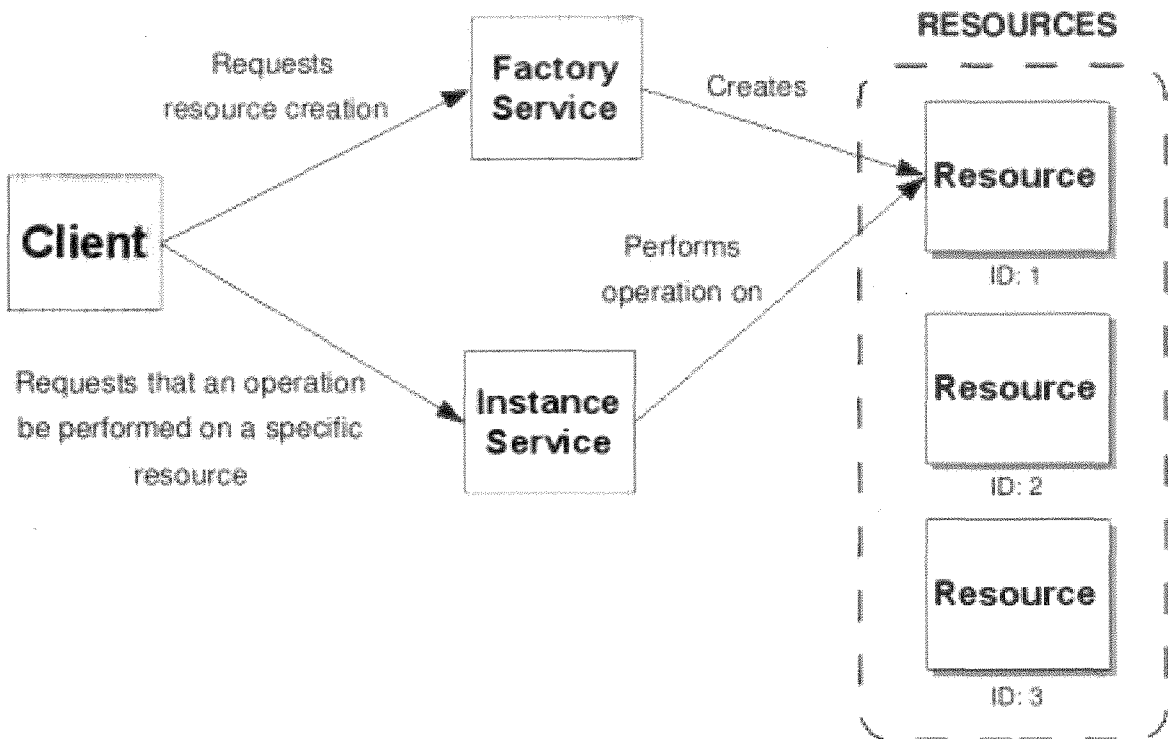 RESOURCES
Requests
resource creation
Factory
Service
Creates
Resource
ID: 1
Client
Performs
operation on
Requests that an operation
be performed on a specific
resource
Instance
Service
Resource
ID: 2
Resource
ID: 3